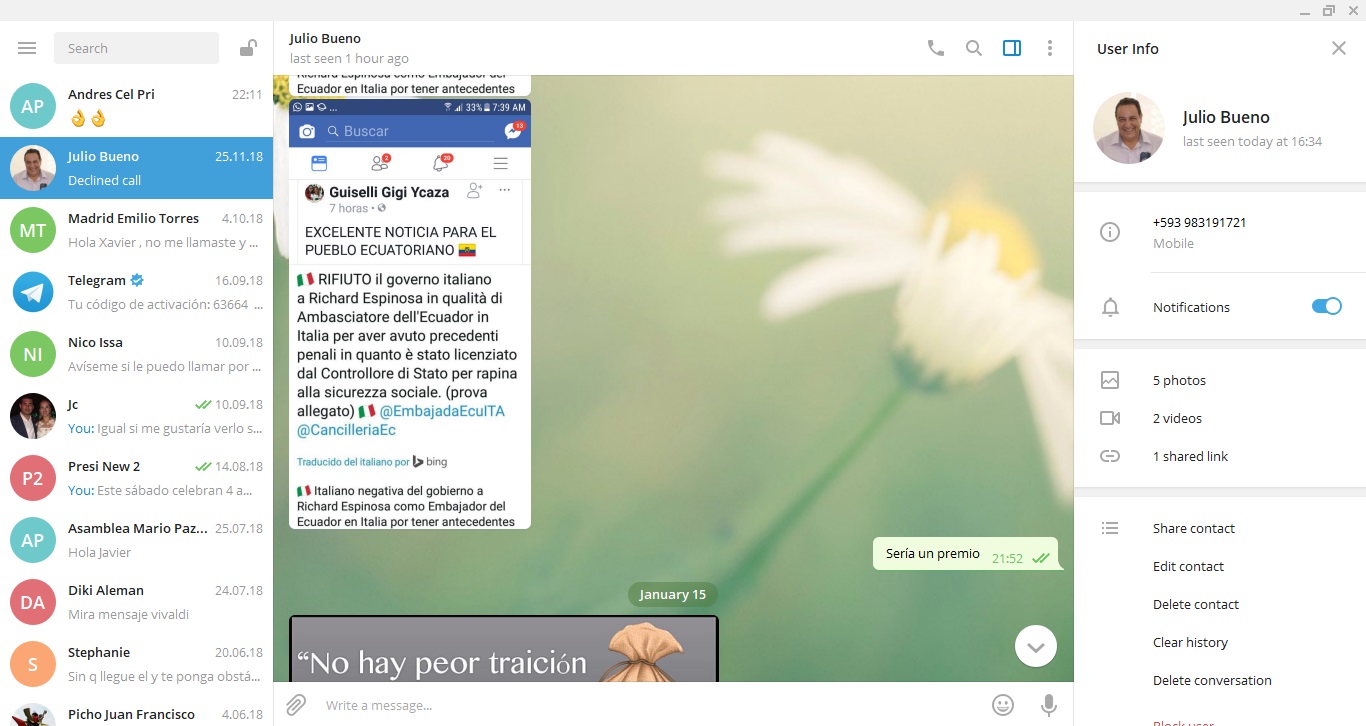 Search
AP
Andres Cel Pri
22:11
👌👌
Julio Bueno
25.11.18
Declined call
MT
Madrid Emilio Torres
4.10.18
Hola Xavier , no me llamaste y ...
Telegram
16.09.18
Tu código de activación: 63664 ...
NI
Nico Issa
10.09.18
Avíseme si le puedo llamar por ...
Jc
10.09.18
You: Igual si me gustaría verlo s...
P2
Presi New 2
14.08.18
You: Este sábado celebran 4 a...
AP
Asamblea Mario Paz...
25.07.18
Hola Javier
DA
Diki Aleman
24.07.18
Mira mensaje vivaldi
S
Stephanie
20.06.18
Sin q llegue el y te ponga obstá...
Picho Juan Francisco
4.06.18
Julio Bueno
last seen 1 hour ago
Richard Espinosa como Embajador del
Ecuador en Italia por tener antecedentes
... 33% 7:39 AM
Buscar
13
2
20
Guiselli Gigi Ycaza
7 horas •
EXCELENTE NOTICIA PARA EL
PUEBLO ECUATORIANO 🇪🇨
🇮🇹 RIFIUTO il governo italiano
a Richard Espinosa in qualità di
Ambasciatore dell'Ecuador in
Italia per aver avuto precedenti
penali in quanto è stato licenziato
dal Controllore di Stato per rapina
alla sicurezza sociale. (prova
allegato) 🇮🇹 @EmbajadaEcuITA
@CancilleriaEc
Traducido del italiano por bing
🇮🇹 Italiano negativa del gobierno a
Richard Espinosa como Embajador del
Ecuador en Italia por tener antecedentes
Sería un premio
21:52
January 15
“No hay peor traición
Write a message...
User Info
Julio Bueno
last seen today at 16:34
+593 983191721
Mobile
Notifications
5 photos
2 videos
1 shared link
Share contact
Edit contact
Delete contact
Clear history
Delete conversation
Block user